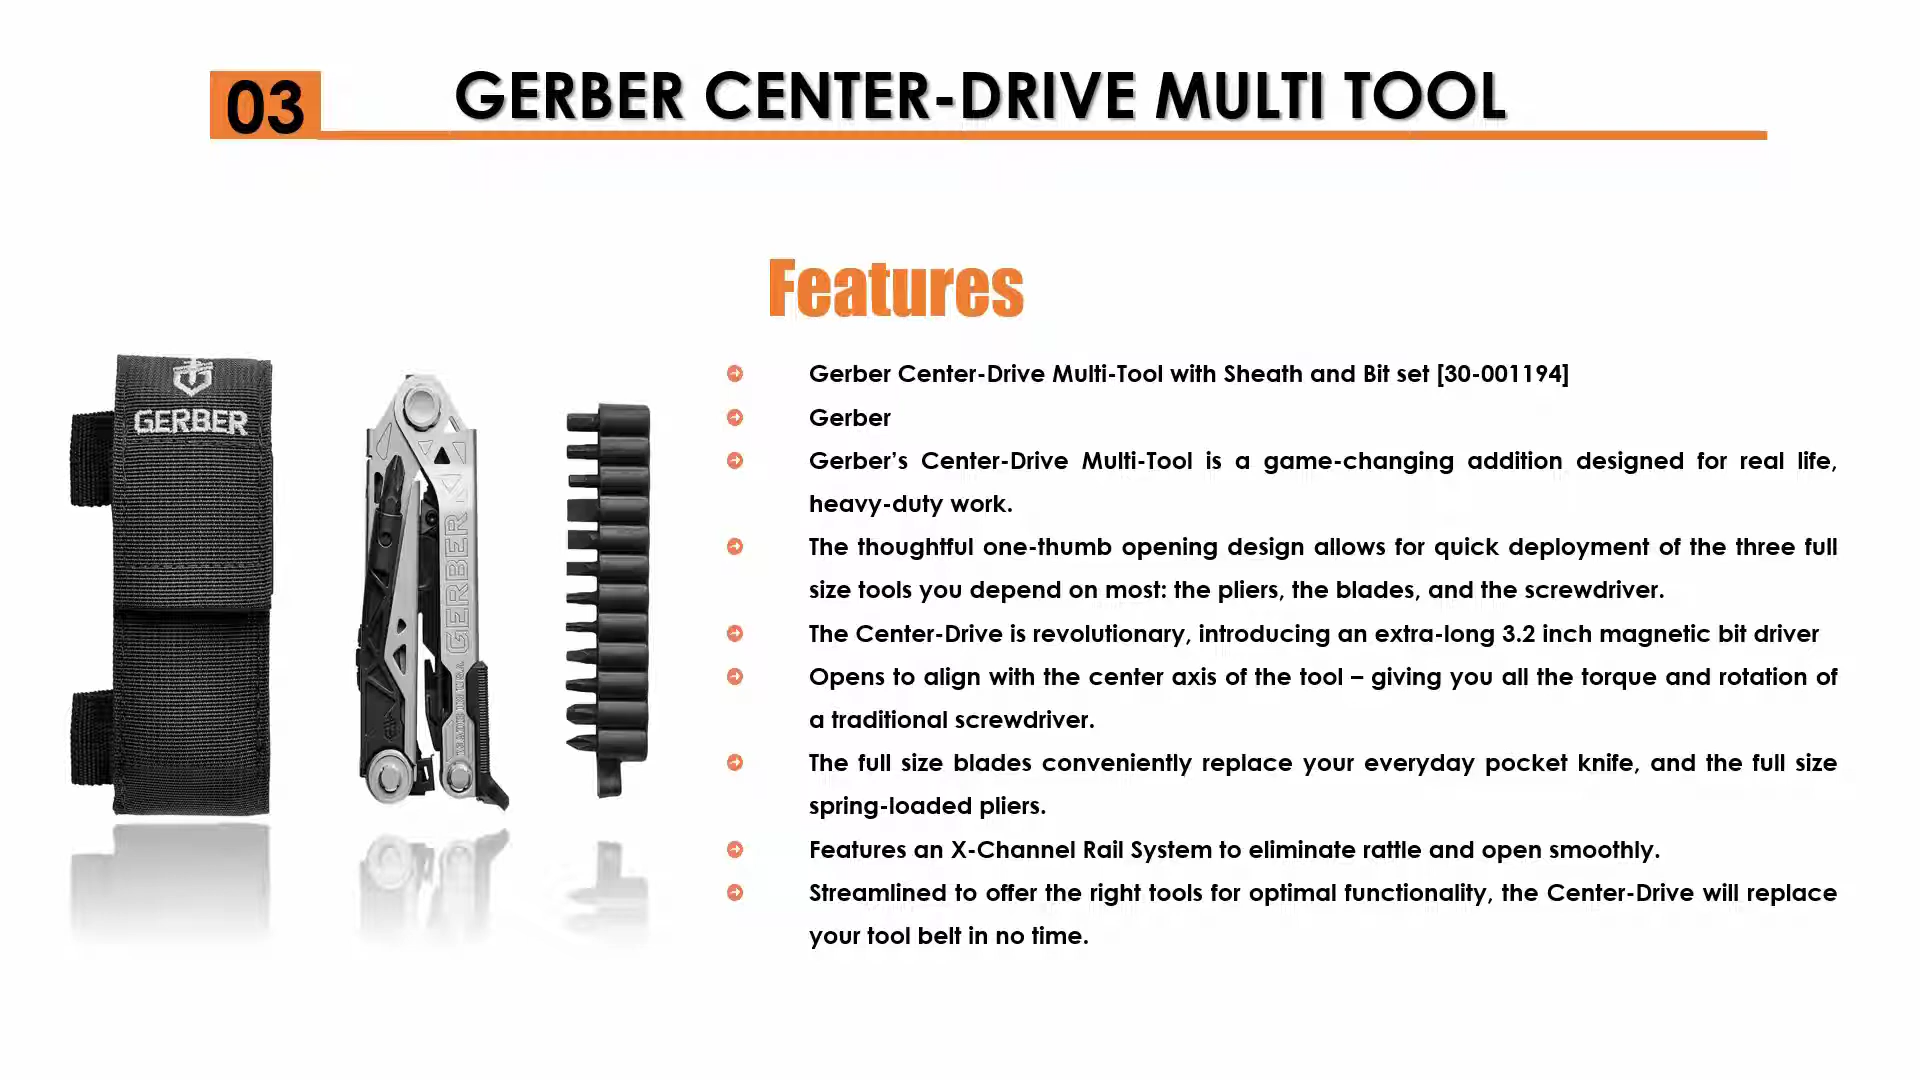 03
GERBER CENTER-DRIVE MULTI TOOL
Features
GERBER
GERBER
MADE IN USA
Gerber Center-Drive Multi-Tool with Sheath and Bit set [30-001194]
Gerber
Gerber’s Center-Drive Multi-Tool is a game-changing addition designed for real life,
heavy-duty work.
The thoughtful one-thumb opening design allows for quick deployment of the three full
size tools you depend on most: the pliers, the blades, and the screwdriver.
The Center-Drive is revolutionary, introducing an extra-long 3.2 inch magnetic bit driver
Opens to align with the center axis of the tool – giving you all the torque and rotation of
a traditional screwdriver.
The full size blades conveniently replace your everyday pocket knife, and the full size
spring-loaded pliers.
Features an X-Channel Rail System to eliminate rattle and open smoothly.
Streamlined to offer the right tools for optimal functionality, the Center-Drive will replace
your tool belt in no time.